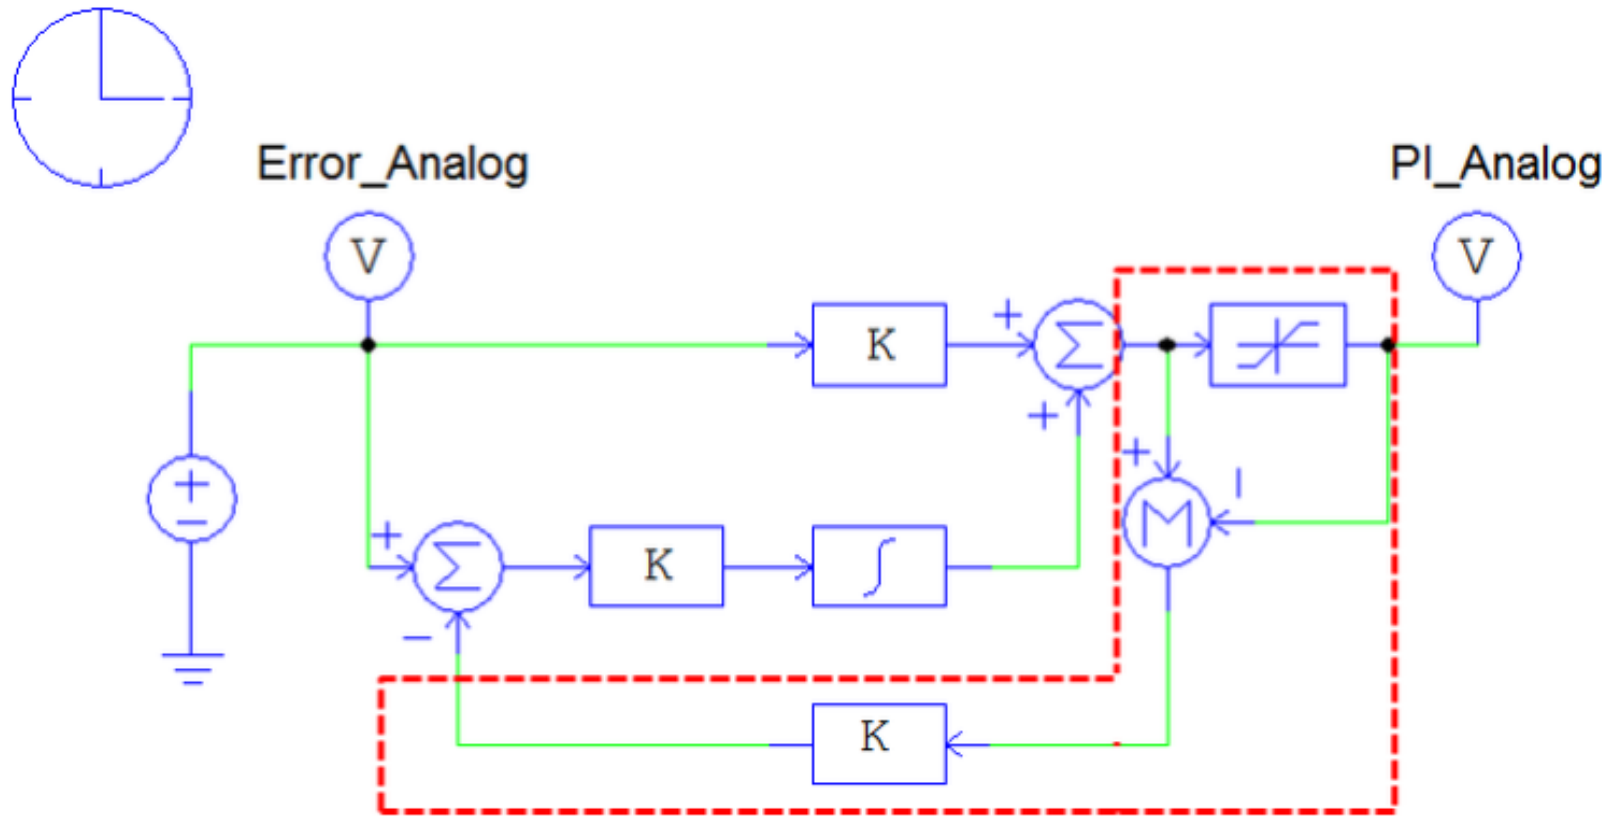 Error_Analog
PI_Analog
V
V
K
+
Σ
+
+
-
M
+
Σ
K
∫
+
−
−
K